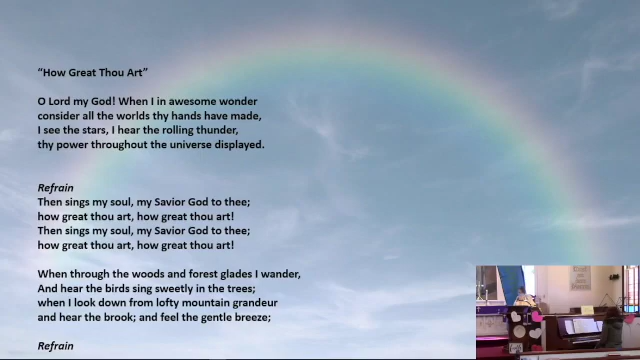 “How Great Thou Art”
O Lord my God! When I in awesome wonder
consider all the worlds thy hands have made,
I see the stars, I hear the rolling thunder,
thy power throughout the universe displayed.
Refrain
Then sings my soul, my Savior God to thee;
how great thou art, how great thou art!
Then sings my soul, my Savior God to thee;
how great thou art, how great thou art!
When through the woods and forest glades I wander,
And hear the birds sing sweetly in the trees;
when I look down from lofty mountain grandeur
and hear the brook; and feel the gentle breeze;
Refrain